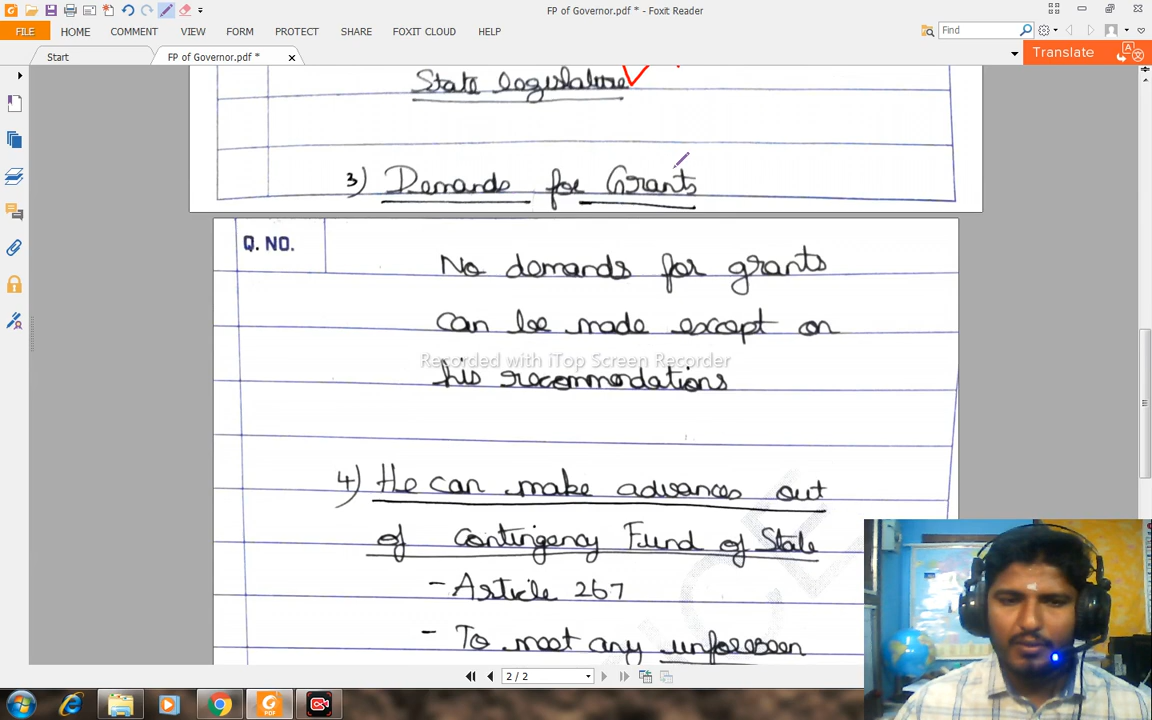 FP of Governor.pdf * - Foxit Reader
FILE HOME COMMENT VIEW FORM PROTECT SHARE FOXIT CLOUD HELP
Find
Start FP of Governor.pdf *
Translate
State legislature
3) Demands for Grants
Q. NO.
No demands for grants
can be made except on
Recorded with iTop Screen Recorder
his recommendations
4) He can make advances out
of Contingency Fund of State
- Article 267
- To meet any unforeseen
2 / 2